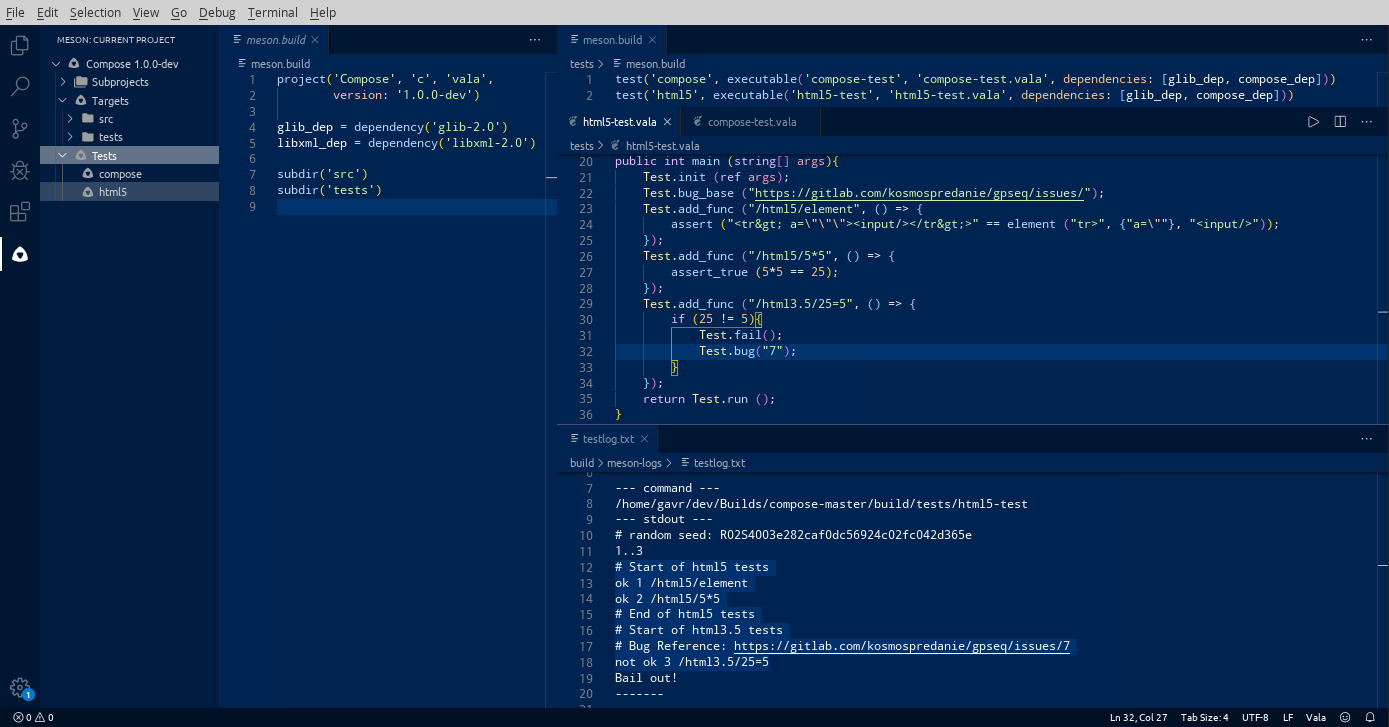 File Edit Selection View Go Debug Terminal Help
MESON: CURRENT PROJECT
Compose 1.0.0-dev
Subprojects
Targets
src
tests
Tests
compose
html5
1
meson.build
meson.build
1 project('Compose', 'c', 'vala',
2         version: '1.0.0-dev')
3
4 glib_dep = dependency('glib-2.0')
5 libxml_dep = dependency('libxml-2.0')
6
7 subdir('src')
8 subdir('tests')
9
meson.build
tests > meson.build
1 test('compose', executable('compose-test', 'compose-test.vala', dependencies: [glib_dep, compose_dep]))
2 test('html5', executable('html5-test', 'html5-test.vala', dependencies: [glib_dep, compose_dep]))
html5-test.vala compose-test.vala
tests > html5-test.vala
20 public int main (string[] args){
21     Test.init (ref args);
22     Test.bug_base ("https://gitlab.com/kosmospredanie/gpseq/issues/");
23     Test.add_func ("/html5/element", () => {
24         assert ("<tr&gt; a=\"\"\"><input/></tr&gt;>" == element ("tr>", {"a=\""}, "<input/>"));
25     });
26     Test.add_func ("/html5/5*5", () => {
27         assert_true (5*5 == 25);
28     });
29     Test.add_func ("/html3.5/25=5", () => {
30         if (25 != 5){
31             Test.fail();
32             Test.bug("7");
33         }
34     });
35     return Test.run ();
36 }
testlog.txt
build > meson-logs > testlog.txt
7 --- command ---
8 /home/gavr/dev/Builds/compose-master/build/tests/html5-test
9 --- stdout ---
10 # random seed: R02S4003e282caf0dc56924c02fc042d365e
11 1..3
12 # Start of html5 tests
13 ok 1 /html5/element
14 ok 2 /html5/5*5
15 # End of html5 tests
16 # Start of html3.5 tests
17 # Bug Reference: https://gitlab.com/kosmospredanie/gpseq/issues/7
18 not ok 3 /html3.5/25=5
19 Bail out!
20 -------
0 0 Ln 32, Col 27 Tab Size: 4 UTF-8 LF Vala